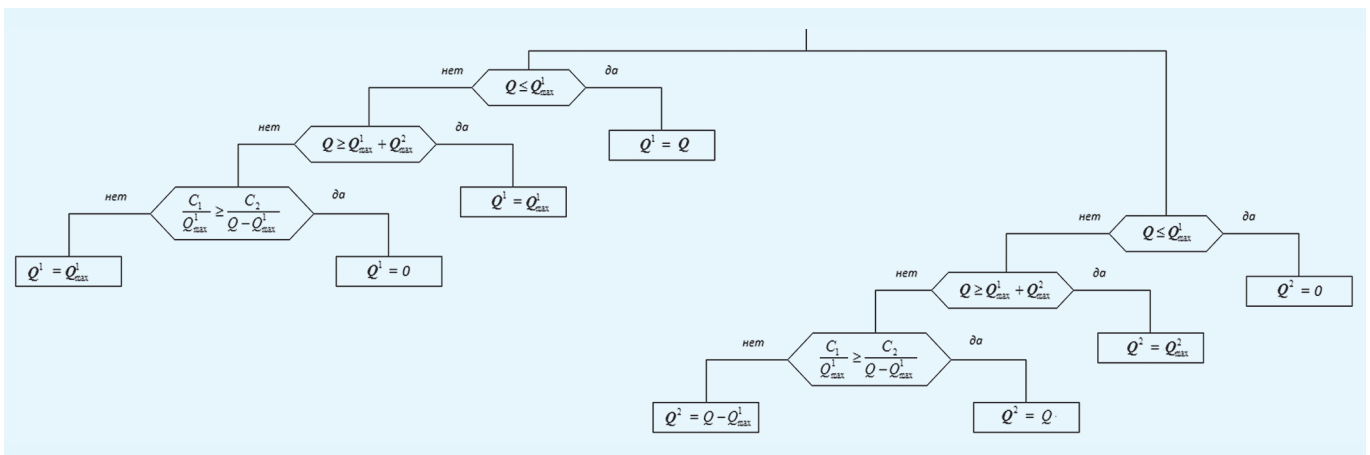 нет Q ≤ Q¹max да
нет Q ≥ Q¹max + Q²max да
Q¹ = Q
нет C₁/Q¹max ≥ C₂/(Q − Q¹max) да
Q¹ = Q¹max
Q¹ = Q¹max
Q¹ = 0
нет Q ≤ Q¹max да
нет Q ≥ Q¹max + Q²max да
Q² = 0
нет C₁/Q¹max ≥ C₂/(Q − Q¹max) да
Q² = Q²max
Q² = Q − Q¹max
Q² = Q